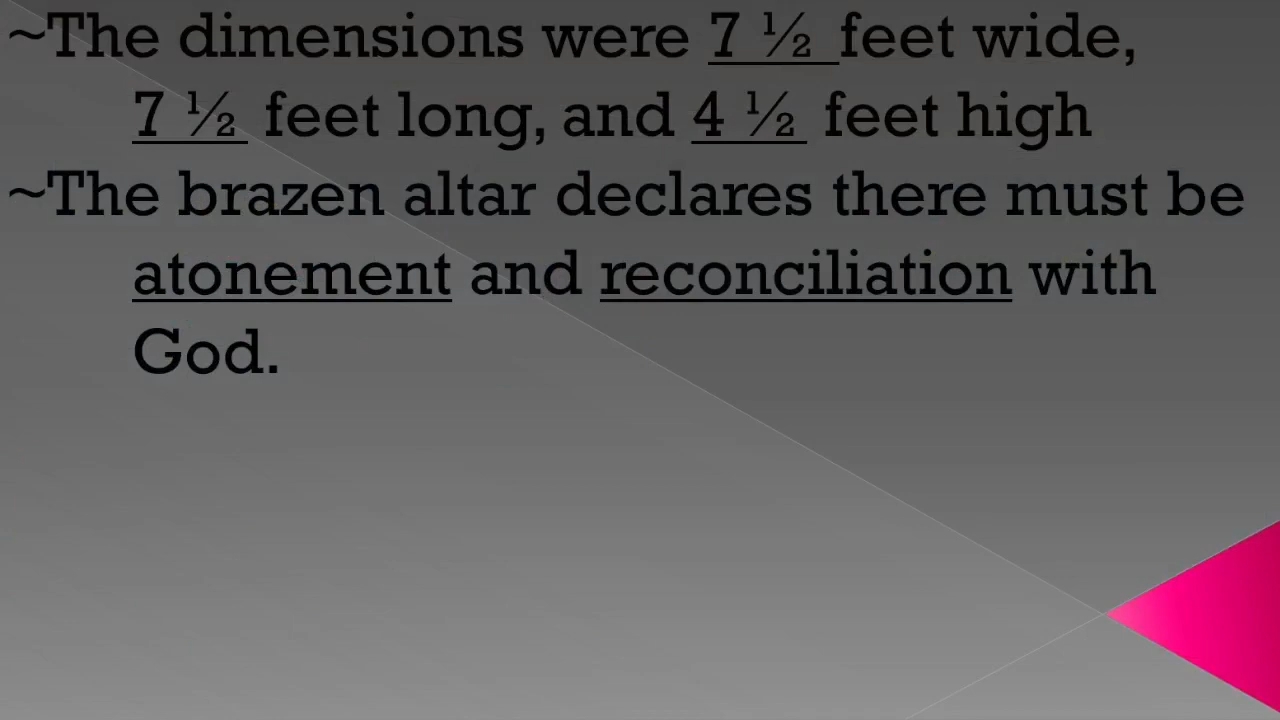 ~The dimensions were 7 ½ feet wide,
7 ½ feet long, and 4 ½ feet high
~The brazen altar declares there must be
atonement and reconciliation with
God.